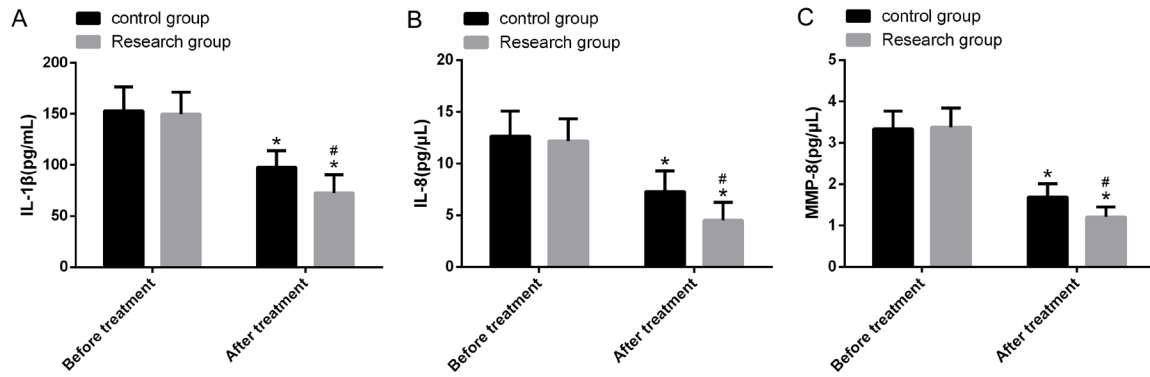 A
control group
Research group
IL-1β(pg/mL)
200
150
100
50
0
*
#
*
Before treatment
After treatment
B
control group
Research group
IL-8(pg/μL)
20
15
10
5
0
*
#
*
Before treatment
After treatment
C
control group
Research group
MMP-8(pg/μL)
5
4
3
2
1
0
*
#
*
Before treatment
After treatment